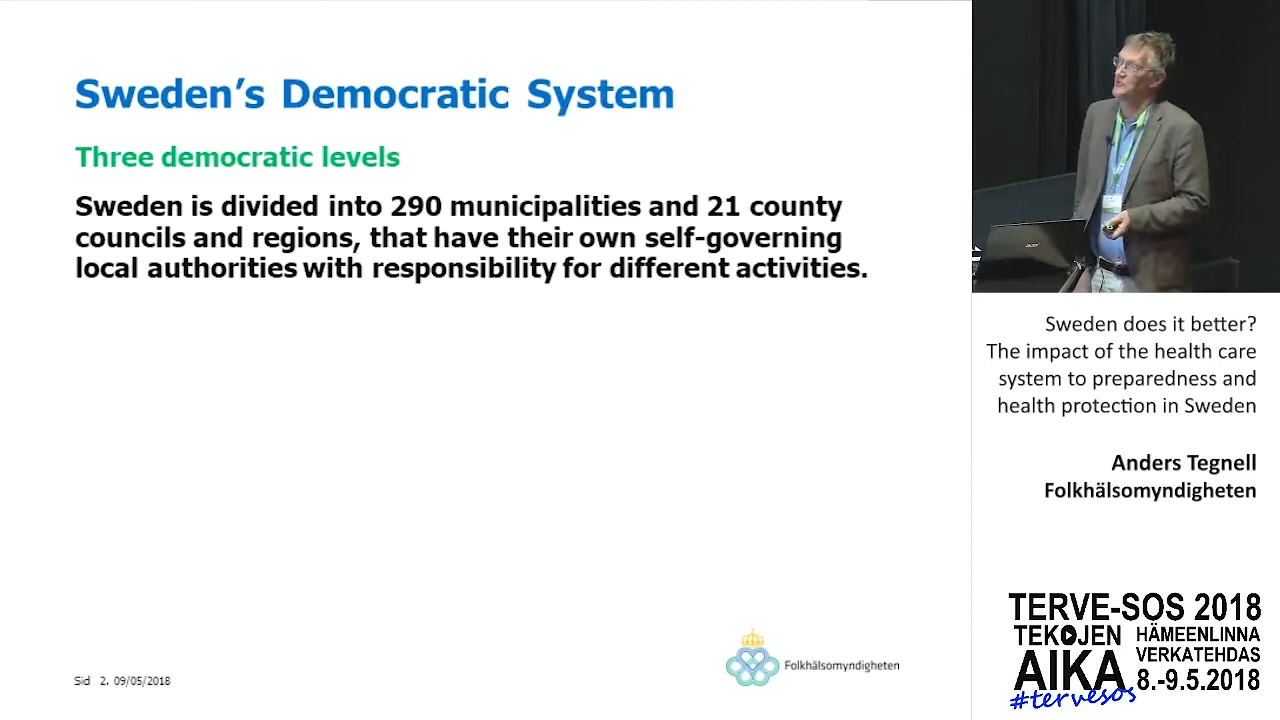 Sweden's Democratic System
Three democratic levels
Sweden is divided into 290 municipalities and 21 county
councils and regions, that have their own self-governing
local authorities with responsibility for different activities.
Sid 2. 09/05/2018
Folkhälsomyndigheten
acer
Sweden does it better?
The impact of the health care
system to preparedness and
health protection in Sweden
Anders Tegnell
Folkhälsomyndigheten
TERVE-SOS 2018
TEKOJEN
AIKA
HÄMEENLINNA
VERKATEHDAS
8.-9.5.2018
#tervesos